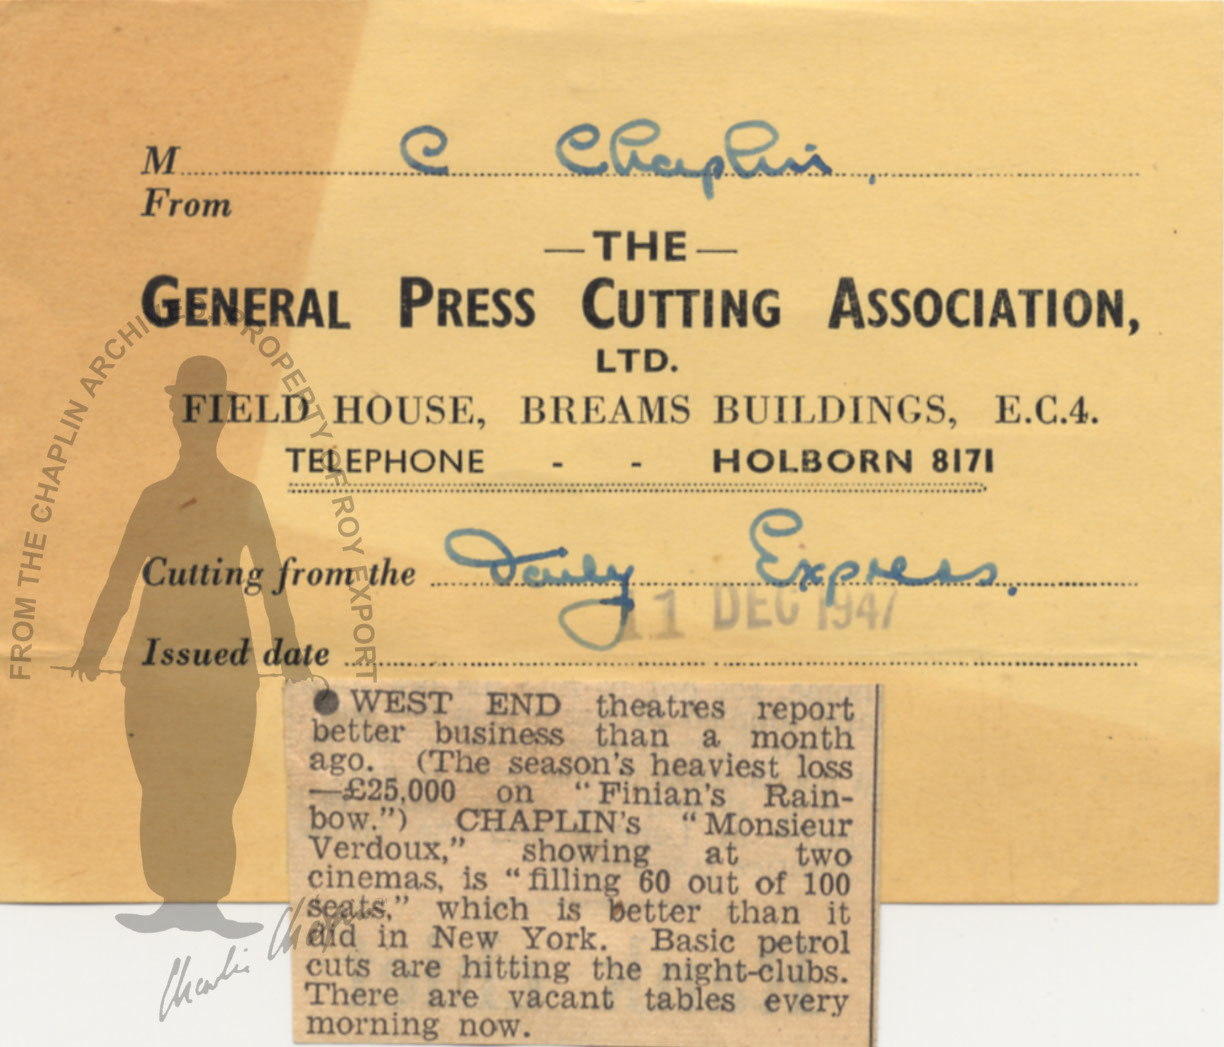 M C Chaplin.
From
—THE—
GENERAL PRESS CUTTING ASSOCIATION,
LTD.
FIELD HOUSE, BREAMS BUILDINGS, E.C.4.
TELEPHONE - - HOLBORN 8171
Cutting from the Daily Express.
11 DEC 1947
Issued date
● WEST END theatres report
better business than a month
ago. (The season's heaviest loss
—£25,000 on "Finian's Rain-
bow.") CHAPLIN's "Monsieur
Verdoux," showing at two
cinemas, is "filling 60 out of 100
seats," which is better than it
did in New York. Basic petrol
cuts are hitting the night-clubs.
There are vacant tables every
morning now.
FROM THE CHAPLIN ARCHIVES PROPERTY OF ROY EXPORT
Charlie Chaplin